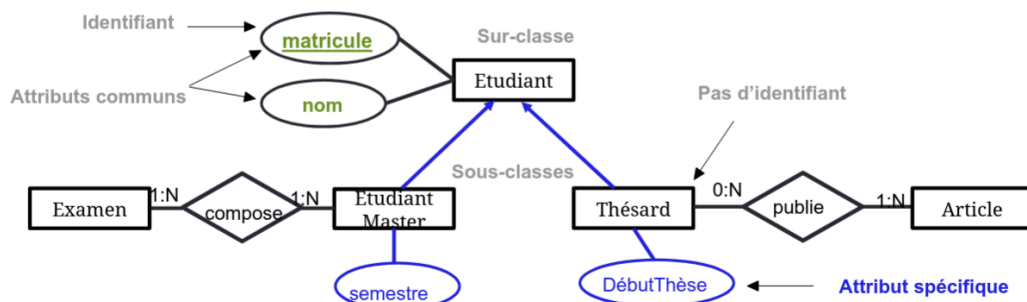 Identifiant
matricule
Sur-classe
Etudiant
Attributs communs
nom
Pas d'identifiant
Sous-classes
Examen
1:N
compose
1:N
Etudiant
Master
Thésard
0:N
publie
1:N
Article
semestre
DébutThèse
Attribut spécifique